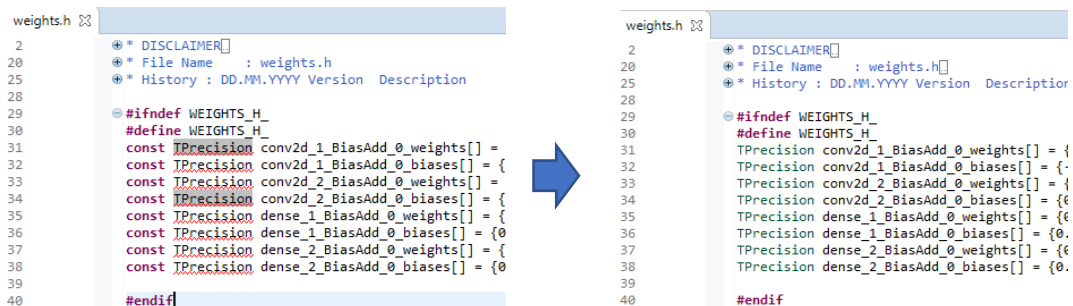 weights.h
2 * DISCLAIMER
20 * File Name : weights.h
25 * History : DD.MM.YYYY Version Description
28
29 #ifndef WEIGHTS_H_
30 #define WEIGHTS_H_
31 const TPrecision conv2d_1_BiasAdd_0_weights[] =
32 const TPrecision conv2d_1_BiasAdd_0_biases[] = {
33 const TPrecision conv2d_2_BiasAdd_0_weights[] =
34 const TPrecision conv2d_2_BiasAdd_0_biases[] = {
35 const TPrecision dense_1_BiasAdd_0_weights[] = {
36 const TPrecision dense_1_BiasAdd_0_biases[] = {0
37 const TPrecision dense_2_BiasAdd_0_weights[] = {
38 const TPrecision dense_2_BiasAdd_0_biases[] = {0
39
40 #endif
weights.h
2 * DISCLAIMER
20 * File Name : weights.h
25 * History : DD.MM.YYYY Version Description
28
29 #ifndef WEIGHTS_H_
30 #define WEIGHTS_H_
31 TPrecision conv2d_1_BiasAdd_0_weights[] = {
32 TPrecision conv2d_1_BiasAdd_0_biases[] = {-
33 TPrecision conv2d_2_BiasAdd_0_weights[] = {
34 TPrecision conv2d_2_BiasAdd_0_biases[] = {0
35 TPrecision dense_1_BiasAdd_0_weights[] = {0
36 TPrecision dense_1_BiasAdd_0_biases[] = {0.
37 TPrecision dense_2_BiasAdd_0_weights[] = {0
38 TPrecision dense_2_BiasAdd_0_biases[] = {0.
39
40 #endif